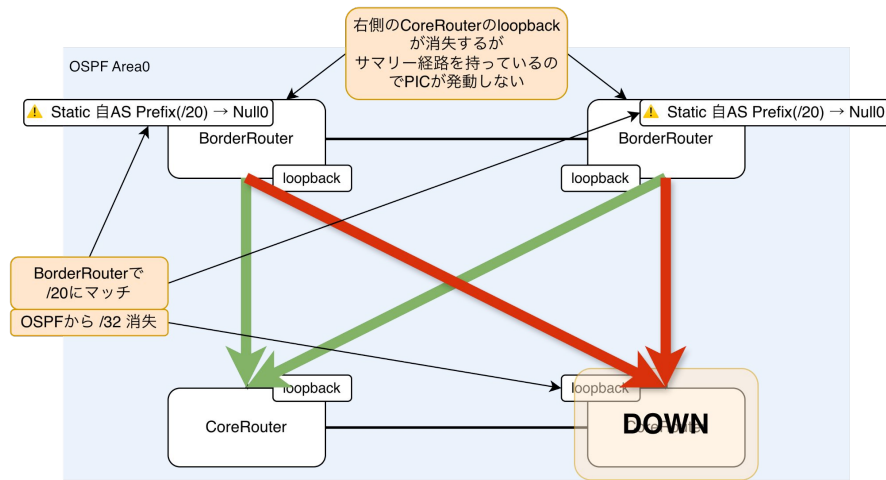 右側のCoreRouterのloopback
が消失するが
サマリー経路を持っているの
でPICが発動しない
OSPF Area0
Static 自AS Prefix(/20) → Null0
Static 自AS Prefix(/20) → Null0
BorderRouter
BorderRouter
loopback
loopback
BorderRouterで
/20にマッチ
OSPFから /32 消失
loopback
loopback
CoreRouter
CoreRouter
DOWN